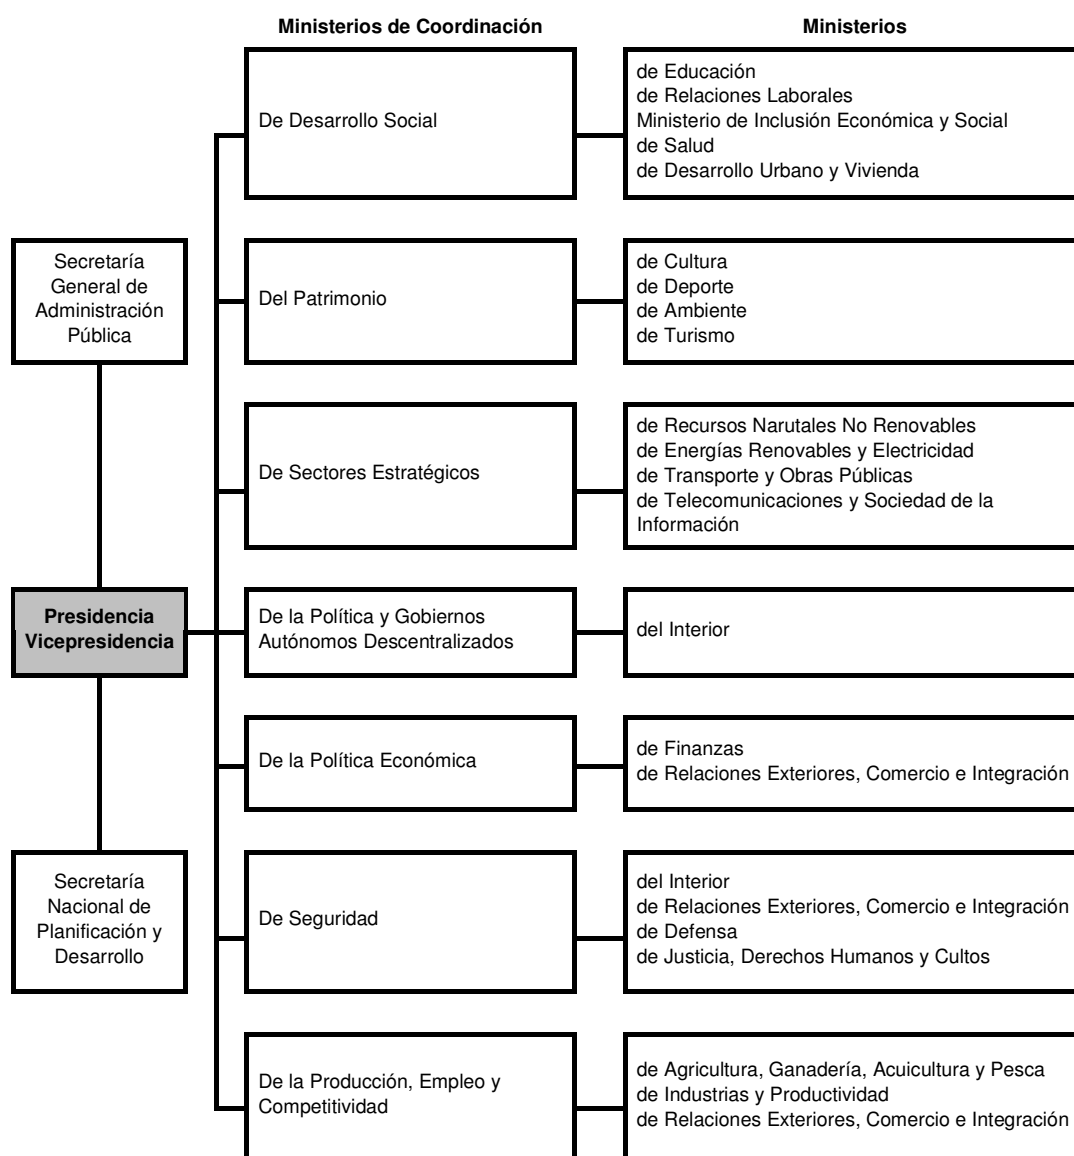 Ministerios de Coordinación
Ministerios
De Desarrollo Social
de Educación
de Relaciones Laborales
Ministerio de Inclusión Económica y Social
de Salud
de Desarrollo Urbano y Vivienda
Secretaría
General de
Administración
Pública
Del Patrimonio
de Cultura
de Deporte
de Ambiente
de Turismo
De Sectores Estratégicos
de Recursos Narutales No Renovables
de Energías Renovables y Electricidad
de Transporte y Obras Públicas
de Telecomunicaciones y Sociedad de la
Información
Presidencia
Vicepresidencia
De la Política y Gobiernos
Autónomos Descentralizados
del Interior
De la Política Económica
de Finanzas
de Relaciones Exteriores, Comercio e Integración
Secretaría
Nacional de
Planificación y
Desarrollo
De Seguridad
del Interior
de Relaciones Exteriores, Comercio e Integración
de Defensa
de Justicia, Derechos Humanos y Cultos
De la Producción, Empleo y
Competitividad
de Agricultura, Ganadería, Acuicultura y Pesca
de Industrias y Productividad
de Relaciones Exteriores, Comercio e Integración